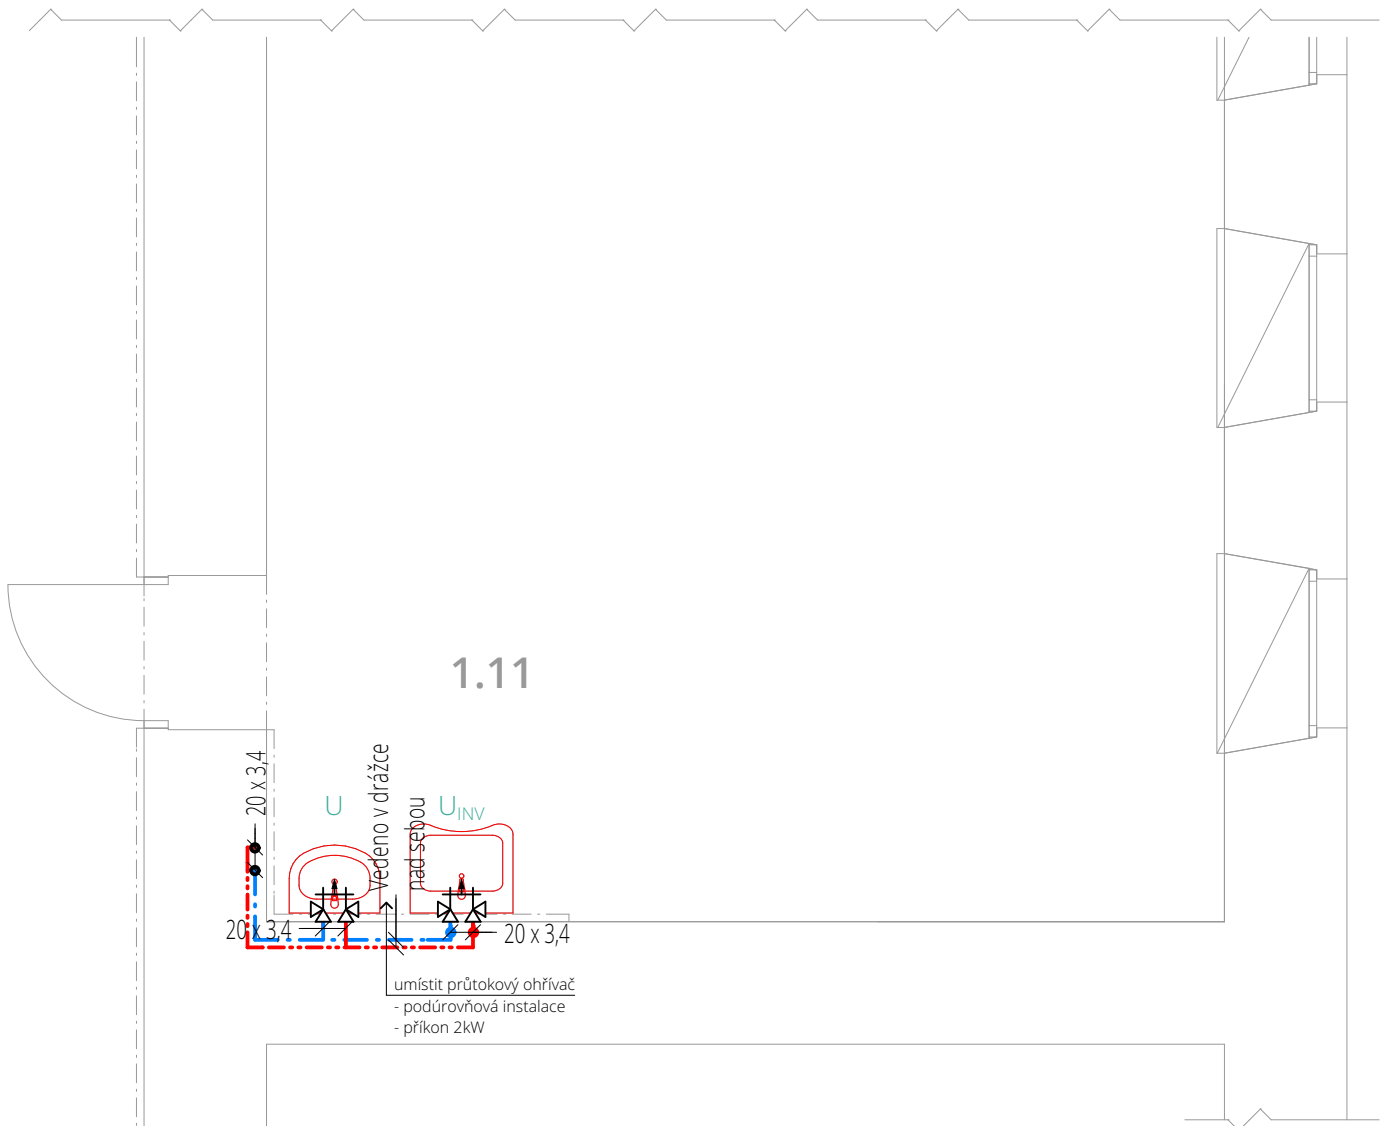 1.11
20 x 3,4
U
Vedeno v drážce
nad sebou
UINV
20 x 3,4
20 x 3,4
umístit průtokový ohřívač
- podúrovňová instalace
- příkon 2kW